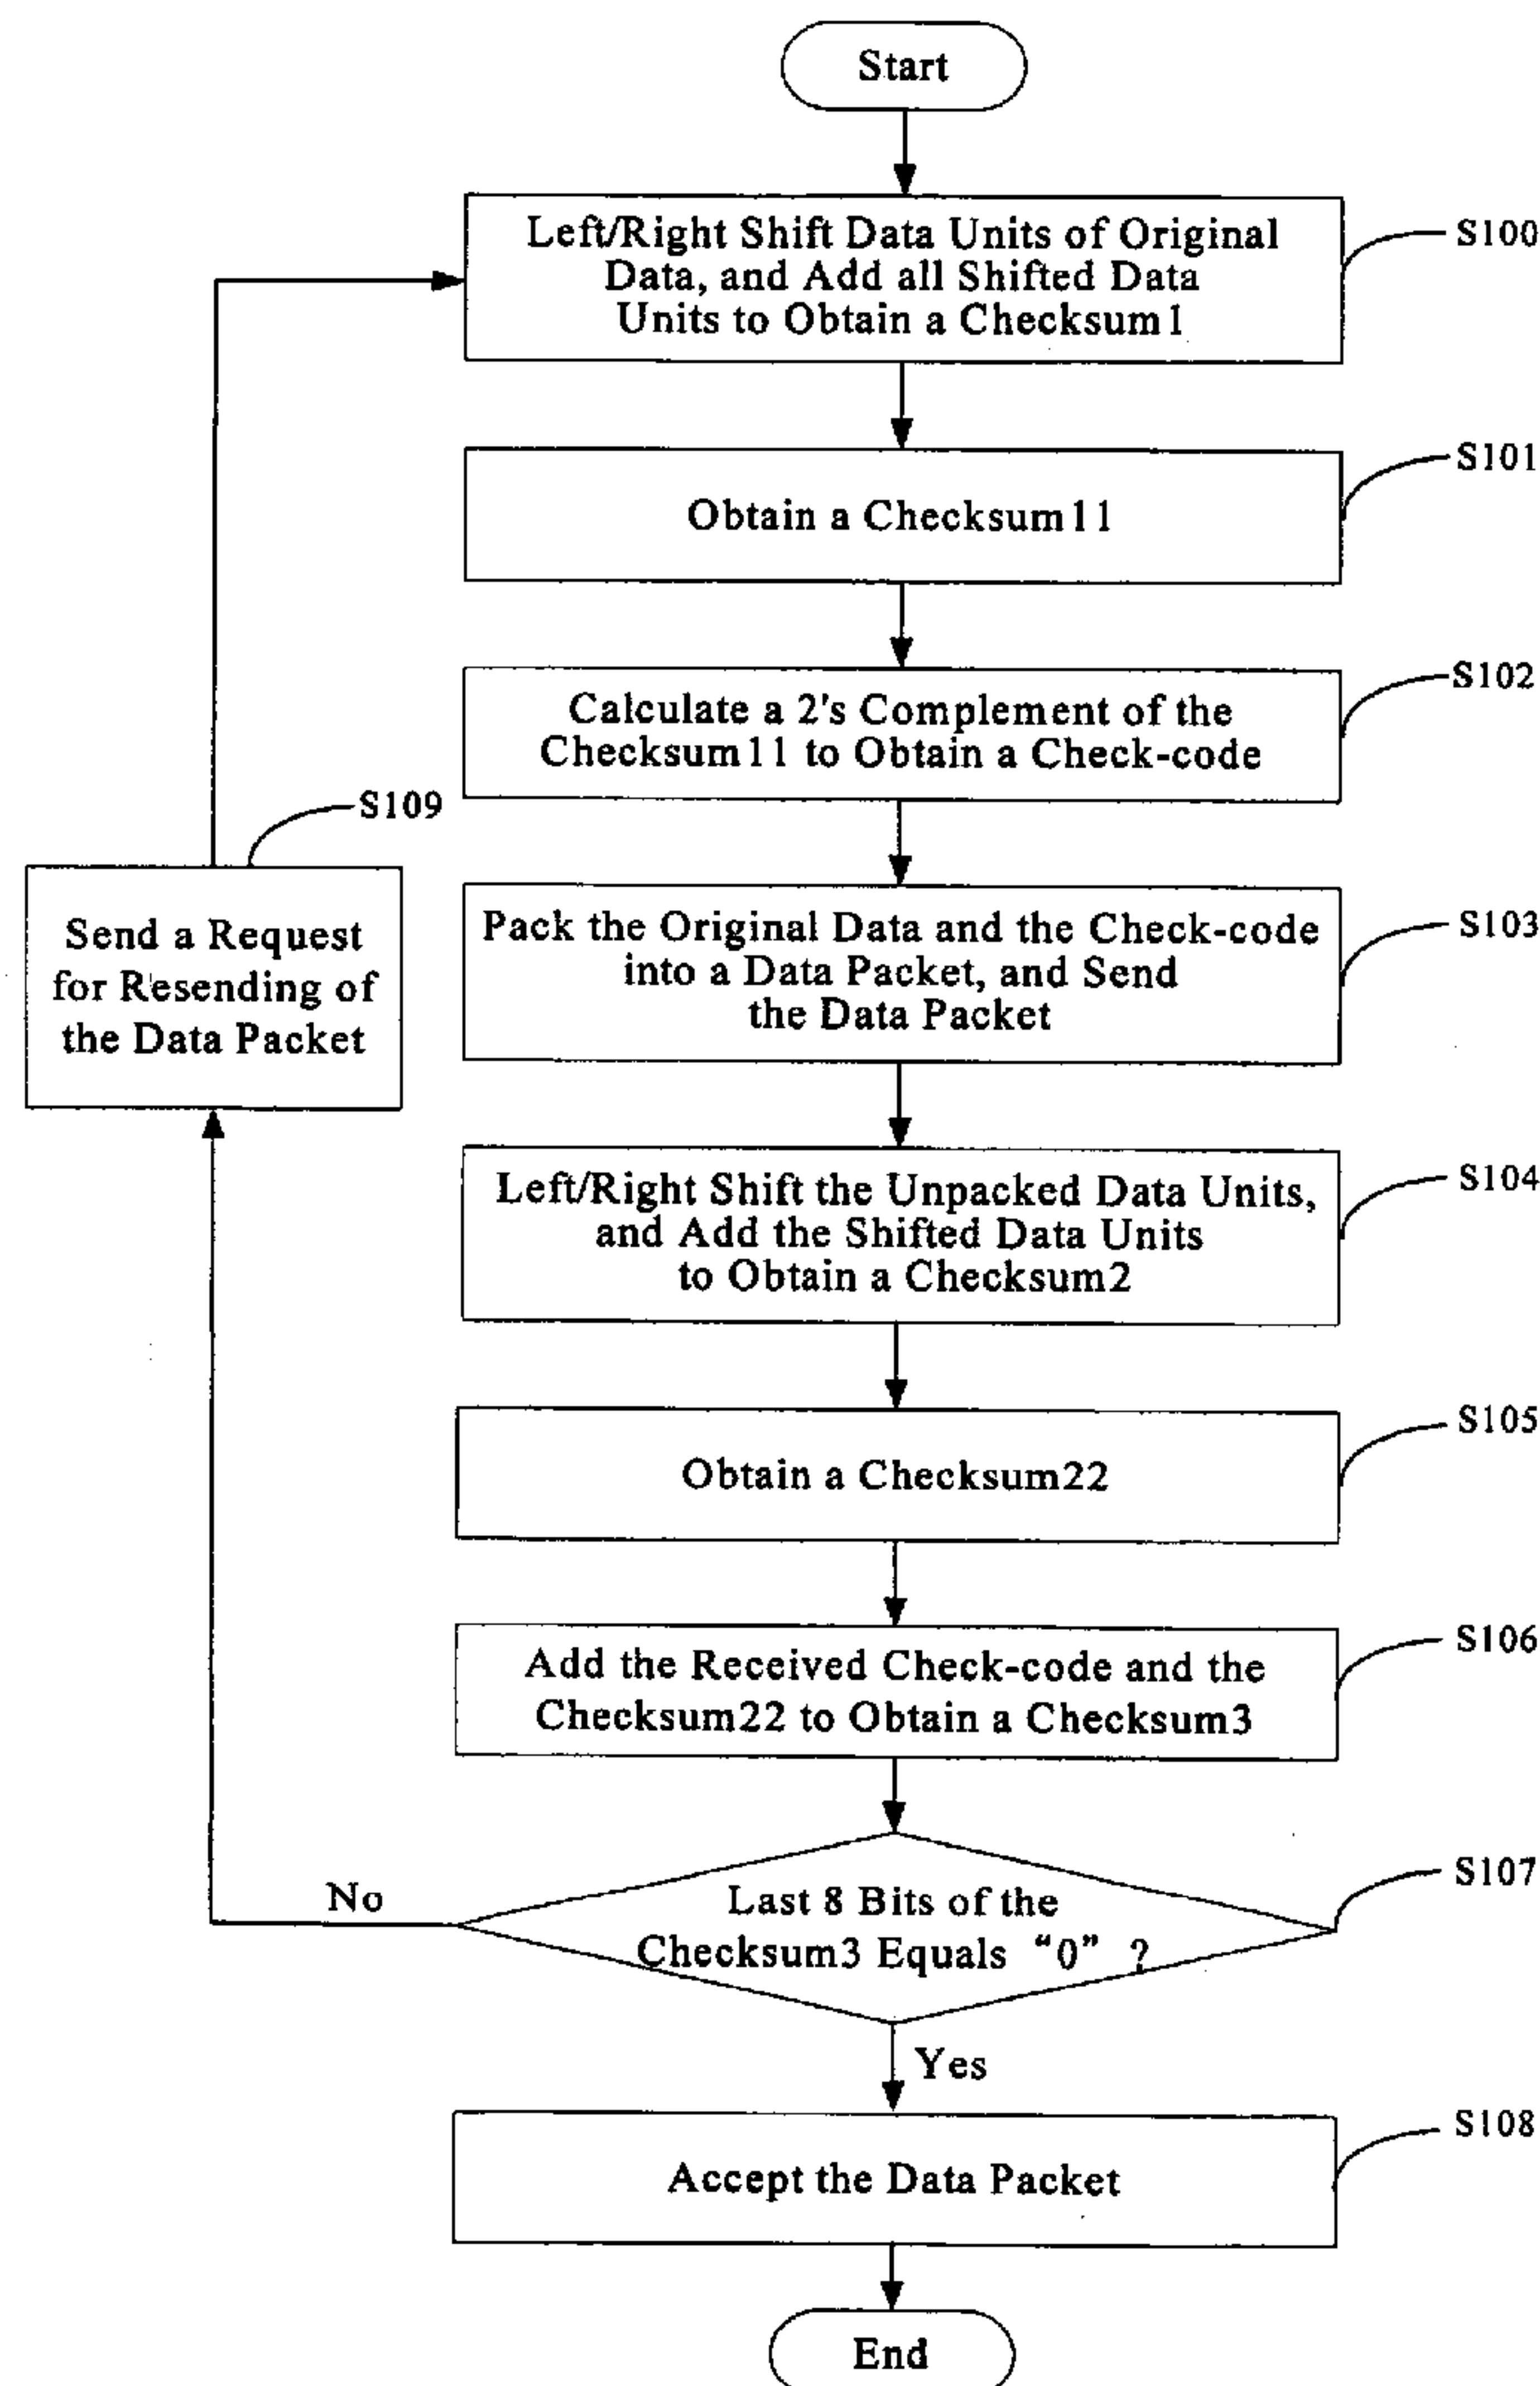 Start
Left/Right Shift Data Units of Original
Data, and Add all Shifted Data
Units to Obtain a Checksum1
S100
Obtain a Checksum11
S101
Calculate a 2's Complement of the
Checksum11 to Obtain a Check-code
S102
S109
Send a Request
for Resending of
the Data Packet
Pack the Original Data and the Check-code
into a Data Packet, and Send
the Data Packet
S103
Left/Right Shift the Unpacked Data Units,
and Add the Shifted Data Units
to Obtain a Checksum2
S104
Obtain a Checksum22
S105
Add the Received Check-code and the
Checksum22 to Obtain a Checksum3
S106
Last 8 Bits of the
Checksum3 Equals “0” ?
S107
No
Yes
Accept the Data Packet
S108
End